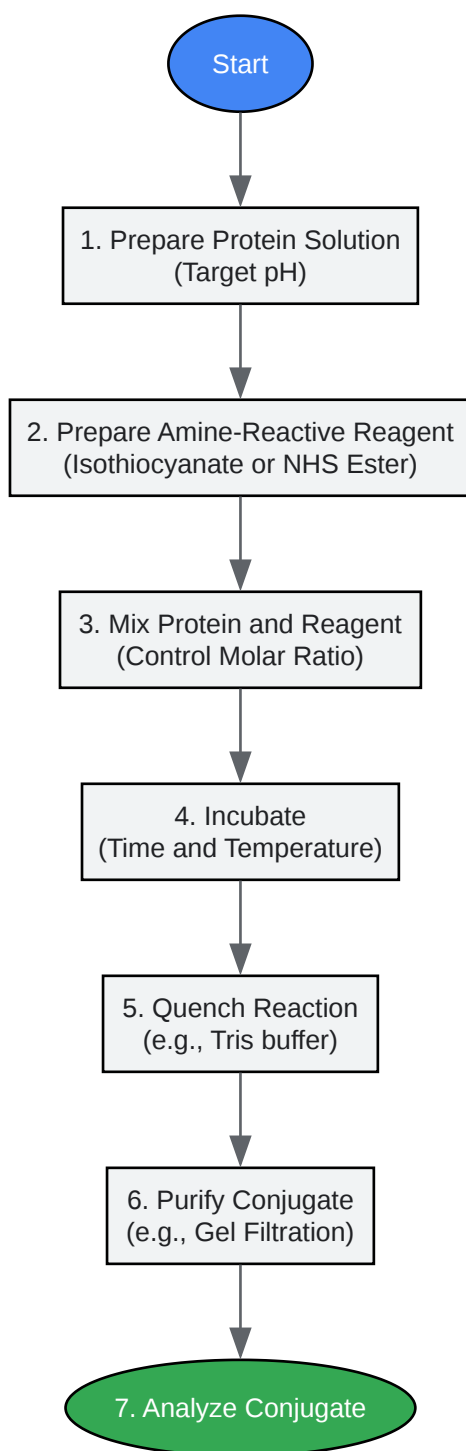 Start
1. Prepare Protein Solution
(Target pH)
2. Prepare Amine-Reactive Reagent
(Isothiocyanate or NHS Ester)
3. Mix Protein and Reagent
(Control Molar Ratio)
4. Incubate
(Time and Temperature)
5. Quench Reaction
(e.g., Tris buffer)
6. Purify Conjugate
(e.g., Gel Filtration)
7. Analyze Conjugate